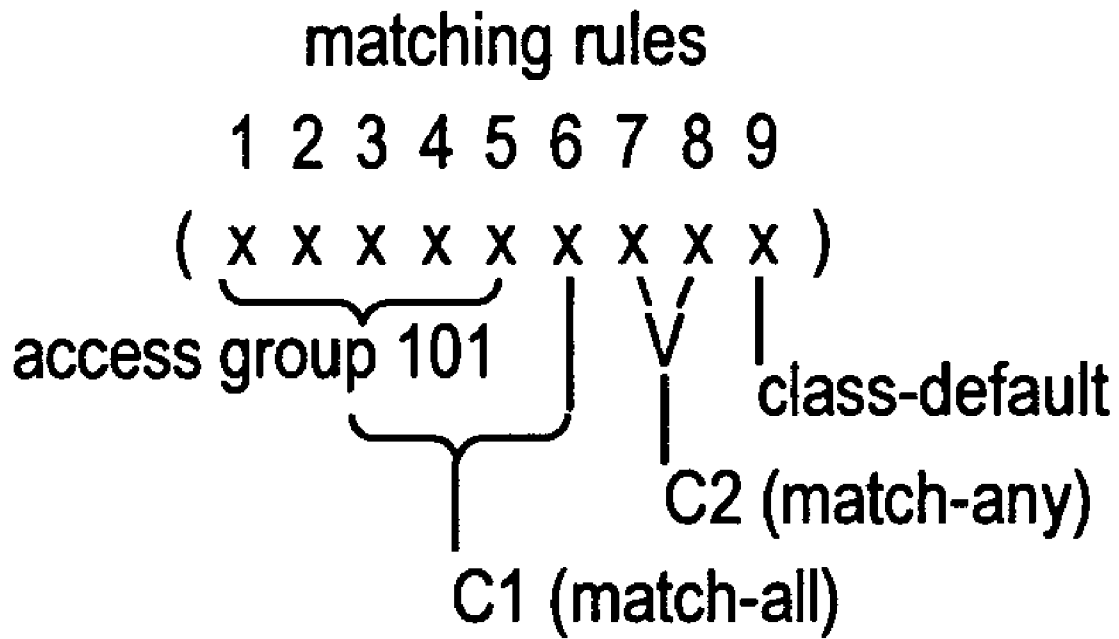 matching rules
1 2 3 4 5 6 7 8 9
( x x x x x x x x x )
access group 101
class-default
C2 (match-any)
C1 (match-all)